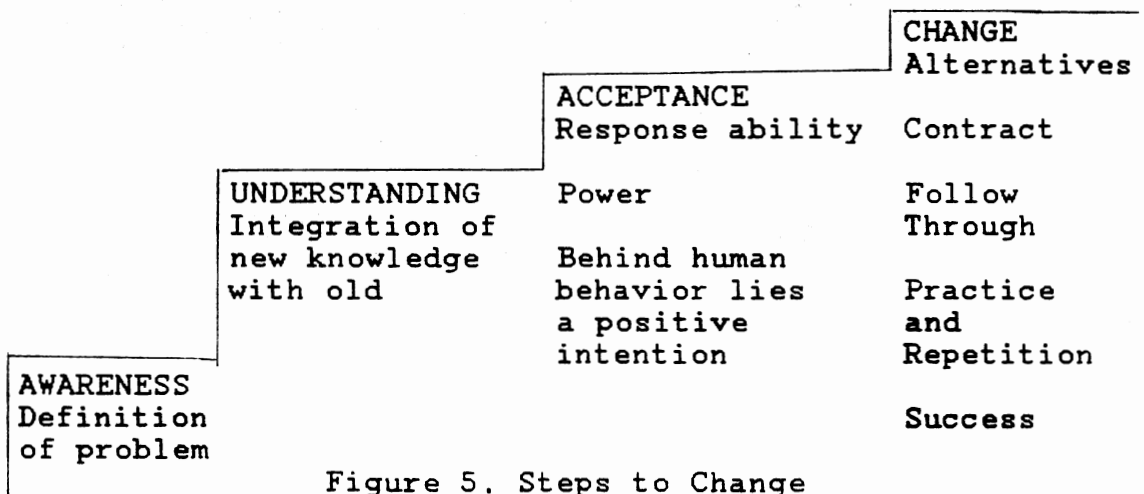 AWARENESS
Definition
of problem
UNDERSTANDING
Integration of
new knowledge
with old
ACCEPTANCE
Response ability
Power
Behind human
behavior lies
a positive
intention
CHANGE
Alternatives
Contract
Follow
Through
Practice
and
Repetition
Success
Figure 5. Steps to Change